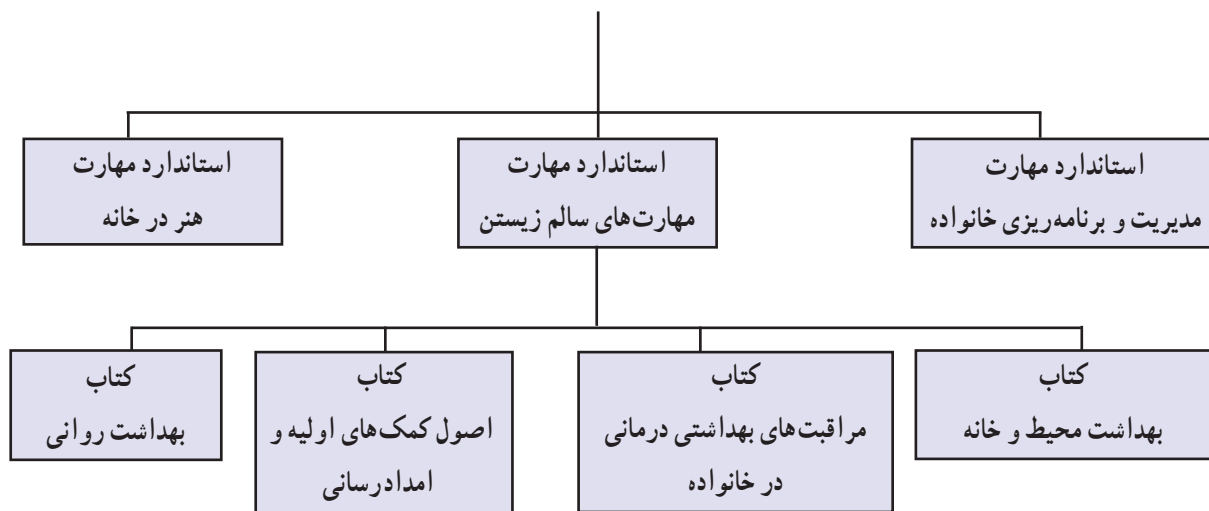 استاندارد مهارت
مدیریت و برنامه‌ریزی خانواده
استاندارد مهارت
مهارت‌های سالم زیستن
استاندارد مهارت
هنر در خانه
کتاب
بهداشت محیط و خانه
کتاب
مراقبت‌های بهداشتی درمانی
در خانواده
کتاب
اصول کمک‌های اولیه و
امدادرسانی
کتاب
بهداشت روانی